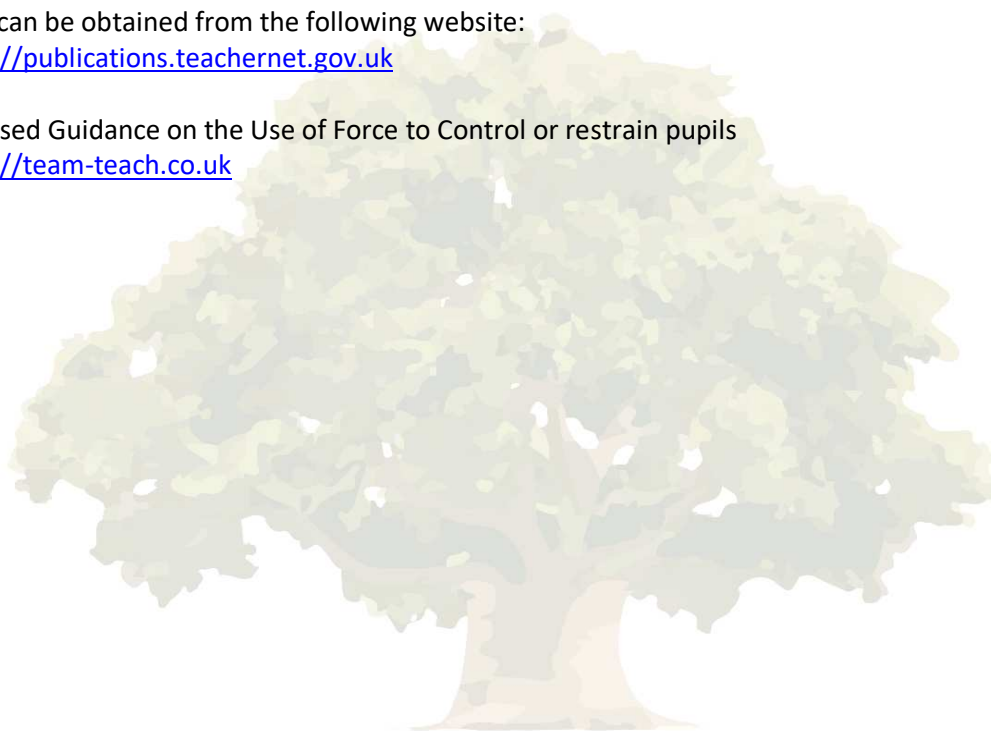 can be obtained from the following website:
//publications.teachernet.gov.uk
sed Guidance on the Use of Force to Control or restrain pupils
//team-teach.co.uk